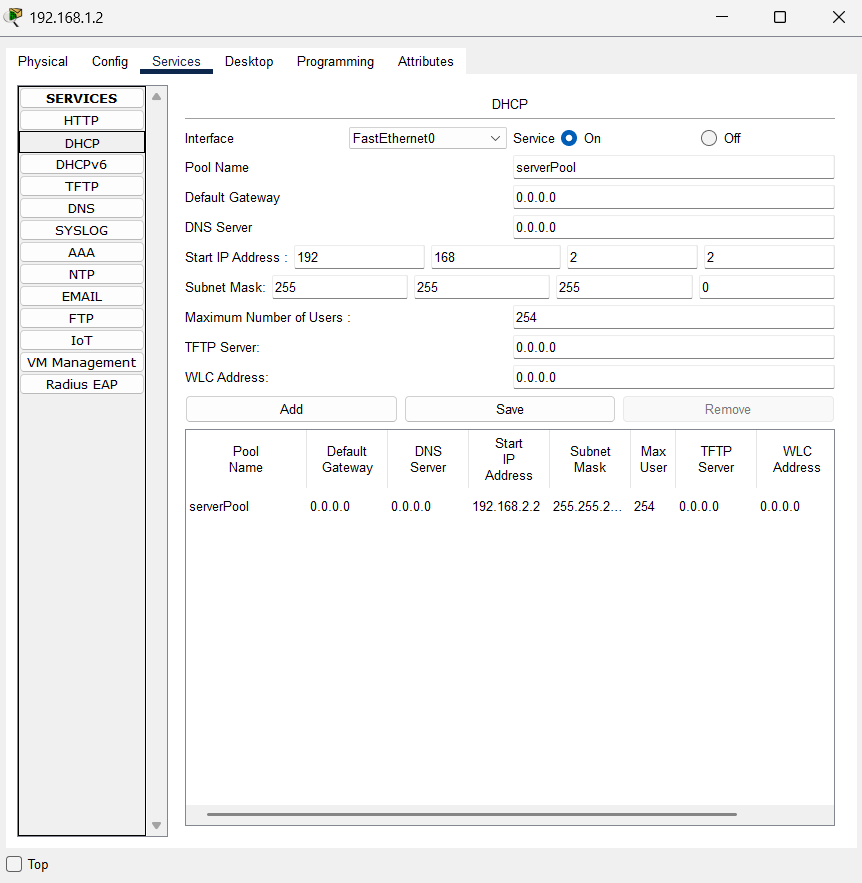 192.168.1.2
Physical Config Services Desktop Programming Attributes
SERVICES
HTTP
DHCP
DHCPv6
TFTP
DNS
SYSLOG
AAA
NTP
EMAIL
FTP
IoT
VM Management
Radius EAP
DHCP
Interface FastEthernet0 Service On Off
Pool Name serverPool
Default Gateway 0.0.0.0
DNS Server 0.0.0.0
Start IP Address : 192 168 2 2
Subnet Mask: 255 255 255 0
Maximum Number of Users : 254
TFTP Server: 0.0.0.0
WLC Address: 0.0.0.0
Add Save Remove
Pool Name Default Gateway DNS Server Start IP Address Subnet Mask Max User TFTP Server WLC Address
serverPool 0.0.0.0 0.0.0.0 192.168.2.2 255.255.2... 254 0.0.0.0 0.0.0.0
Top